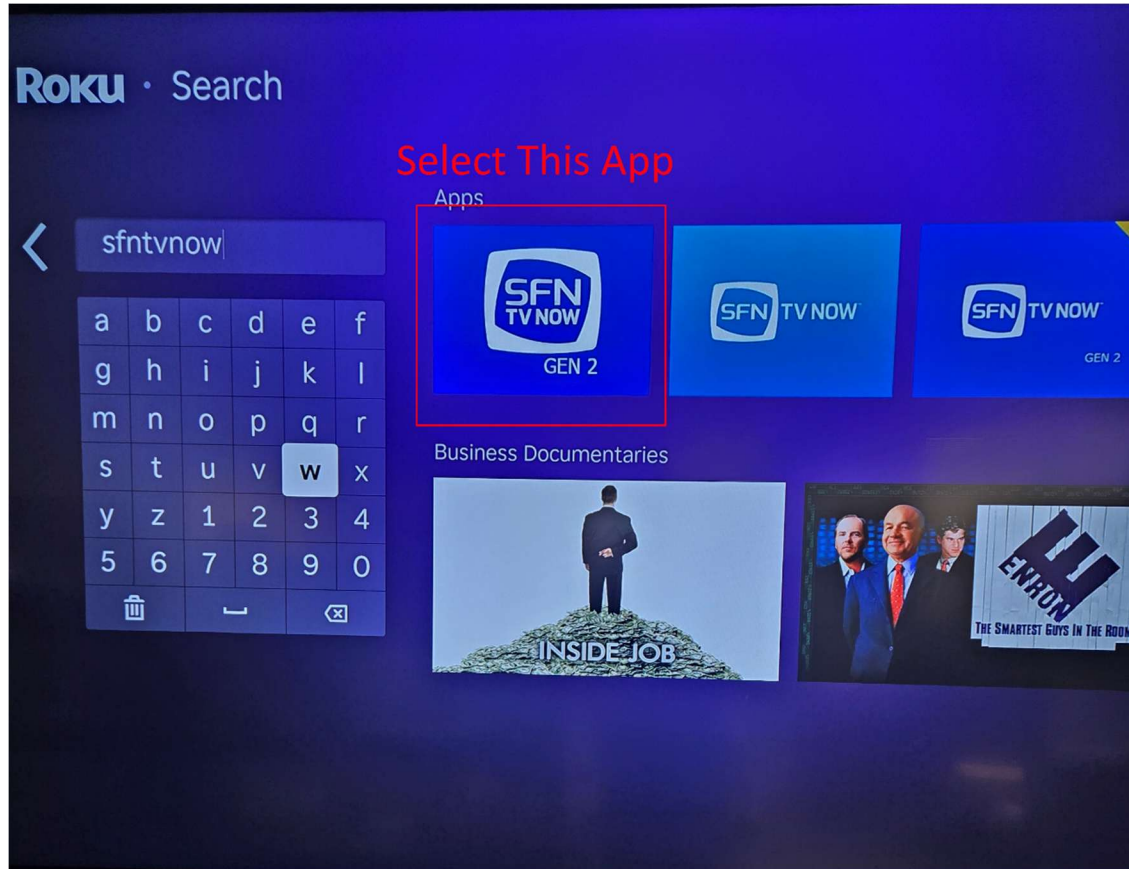 Roku · Search
Select This App
Apps
sfntvnow
SFN
TV NOW
GEN 2
SFN TV NOW
SFN TV NOW
GEN 2
a b c d e f
g h i j k l
m n o p q r
s t u v w x
y z 1 2 3 4
5 6 7 8 9 0
Business Documentaries
INSIDE JOB
ENRON
THE SMARTEST GUYS IN THE ROOM